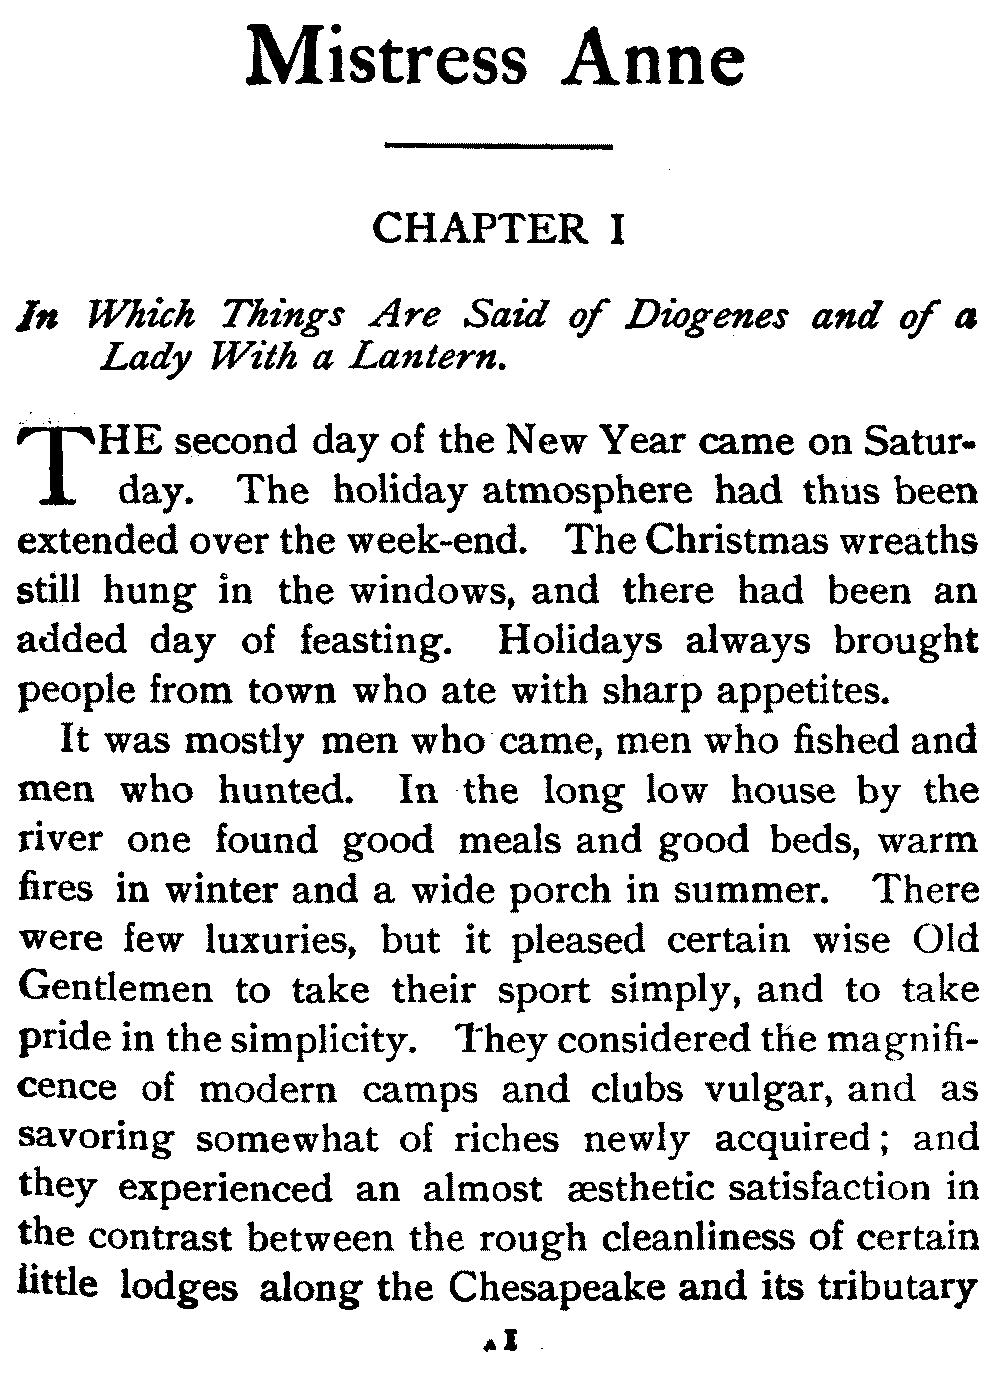 Mistress Anne
CHAPTER I
In Which Things Are Said of Diogenes and of a
Lady With a Lantern.
THE second day of the New Year came on Satur-
day. The holiday atmosphere had thus been
extended over the week-end. The Christmas wreaths
still hung in the windows, and there had been an
added day of feasting. Holidays always brought
people from town who ate with sharp appetites.
It was mostly men who came, men who fished and
men who hunted. In the long low house by the
river one found good meals and good beds, warm
fires in winter and a wide porch in summer. There
were few luxuries, but it pleased certain wise Old
Gentlemen to take their sport simply, and to take
pride in the simplicity. They considered the magnifi-
cence of modern camps and clubs vulgar, and as
savoring somewhat of riches newly acquired; and
they experienced an almost æsthetic satisfaction in
the contrast between the rough cleanliness of certain
little lodges along the Chesapeake and its tributary
A I